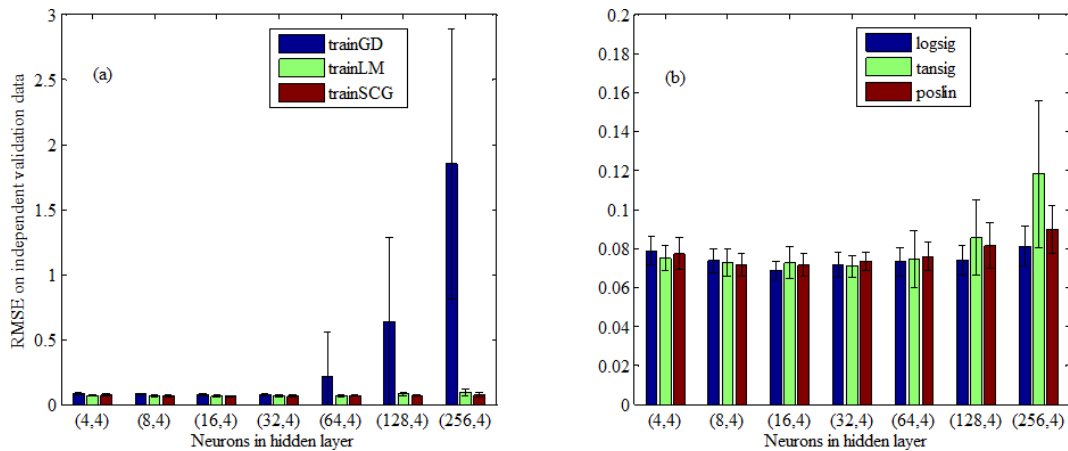 RMSE on independent validation data
3
2.5
2
1.5
1
0.5
0
(a)
trainGD
trainLM
trainSCG
(4,4) (8,4) (16,4) (32,4) (64,4) (128,4) (256,4)
Neurons in hidden layer
0.2
0.18
0.16
0.14
0.12
0.1
0.08
0.06
0.04
0.02
0
(b)
logsig
tansig
poslin
(4,4) (8,4) (16,4) (32,4) (64,4) (128,4) (256,4)
Neurons in hidden layer